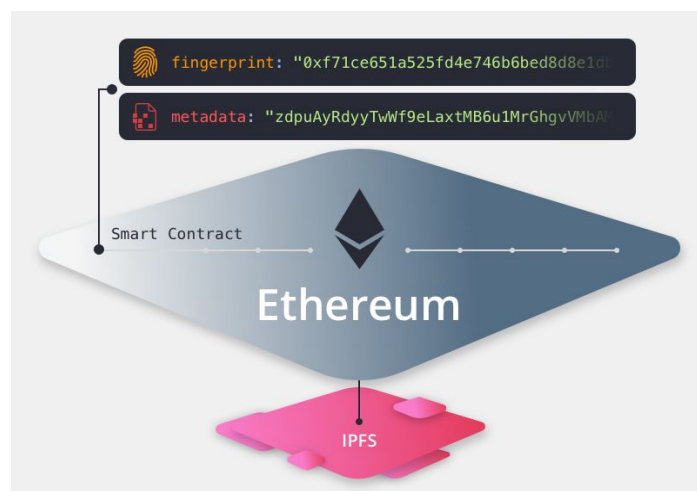 fingerprint: "0xf71ce651a525fd4e746b6bed8d8e1d
metadata: "zdpuAyRdyyTwWf9eLaxtMB6u1MrGhgvVMbA
Smart Contract
Ethereum
IPFS